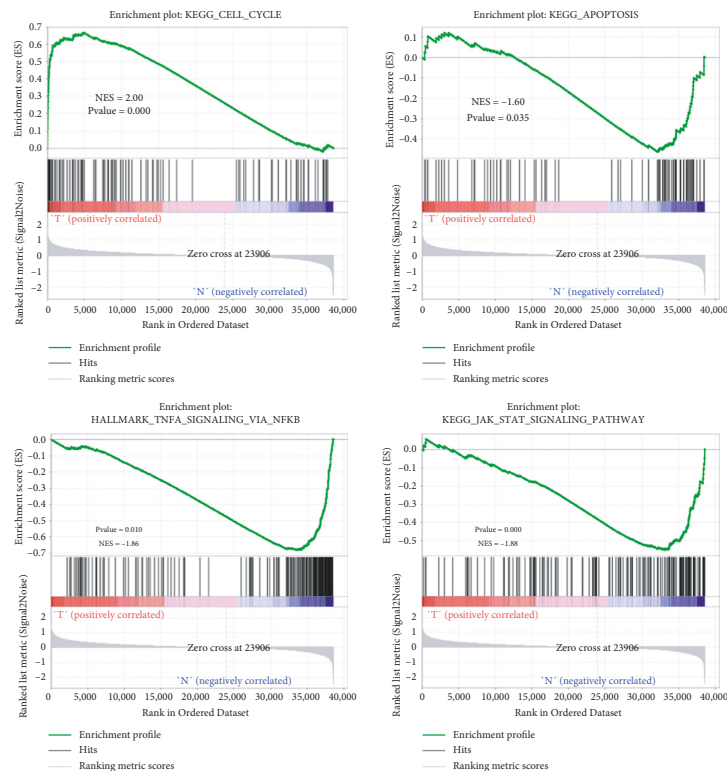 Enrichment plot: KEGG_CELL_CYCLE
Enrichment score (ES)
0.7
0.6
0.5
0.4
0.3
0.2
0.1
0.0
NES = 2.00
Pvalue = 0.000
Ranked list metric (Signal2Noise)
`T´ (positively correlated)
2
1
0
−1
−2
Zero cross at 23906
`N´ (negatively correlated)
0 5,000 10,000 15,000 20,000 25,000 30,000 35,000 40,000
Rank in Ordered Dataset
Enrichment profile
Hits
Ranking metric scores
Enrichment plot: KEGG_APOPTOSIS
Enrichment score (ES)
0.1
−0.0
−0.1
−0.2
−0.3
−0.4
NES = −1.60
Pvalue = 0.035
Ranked list metric (Signal2Noise)
`T´ (positively correlated)
2
1
0
−1
−2
Zero cross at 23906
`N´ (negatively correlated)
0 5,000 10,000 15,000 20,000 25,000 30,000 35,000 40,000
Rank in Ordered Dataset
Enrichment profile
Hits
Ranking metric scores
Enrichment plot:
HALLMARK_TNFA_SIGNALING_VIA_NFKB
Enrichment score (ES)
0.0
−0.1
−0.2
−0.3
−0.4
−0.5
−0.6
−0.7
Pvalue = 0.010
NES = −1.86
Ranked list metric (Signal2Noise)
`T´ (positively correlated)
2
1
0
−1
−2
Zero cross at 23906
`N´ (negatively correlated)
0 5,000 10,000 15,000 20,000 25,000 30,000 35,000 40,000
Rank in Ordered Dataset
Enrichment profile
Hits
Ranking metric scores
Enrichment plot:
KEGG_JAK_STAT_SIGNALING_PATHWAY
Enrichment score (ES)
0.0
−0.1
−0.2
−0.3
−0.4
−0.5
Pvalue = 0.000
NES = −1.88
Ranked list metric (Signal2Noise)
`T´ (positively correlated)
2
1
0
−1
−2
Zero cross at 23906
`N´ (negatively correlated)
0 5,000 10,000 15,000 20,000 25,000 30,000 35,000 40,000
Rank in Ordered Dataset
Enrichment profile
Hits
Ranking metric scores